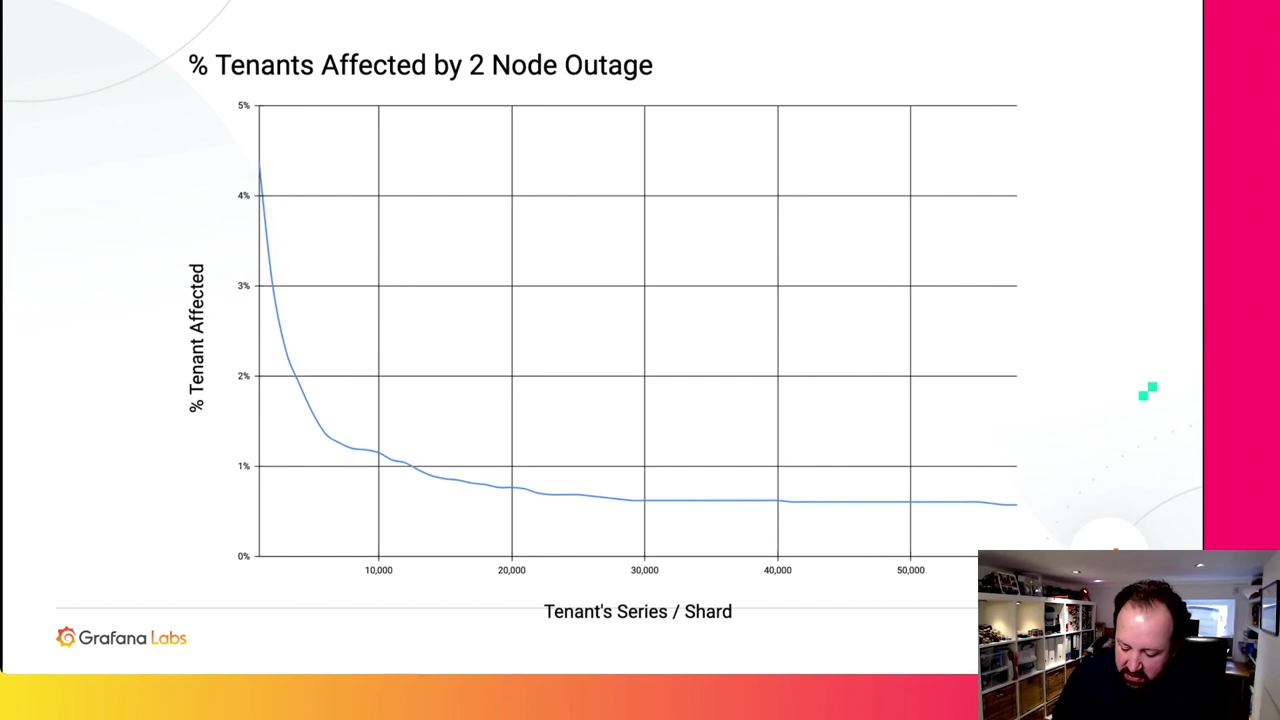 % Tenants Affected by 2 Node Outage
5%
4%
3%
2%
1%
0%
% Tenant Affected
10,000
20,000
30,000
40,000
50,000
Tenant's Series / Shard
Grafana Labs